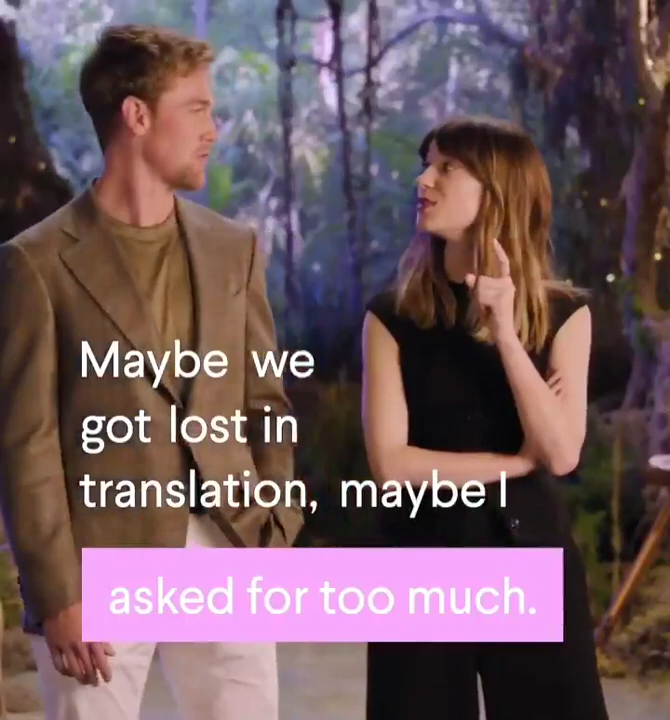 Maybe we
got lost in
translation, maybe I
asked for too much.